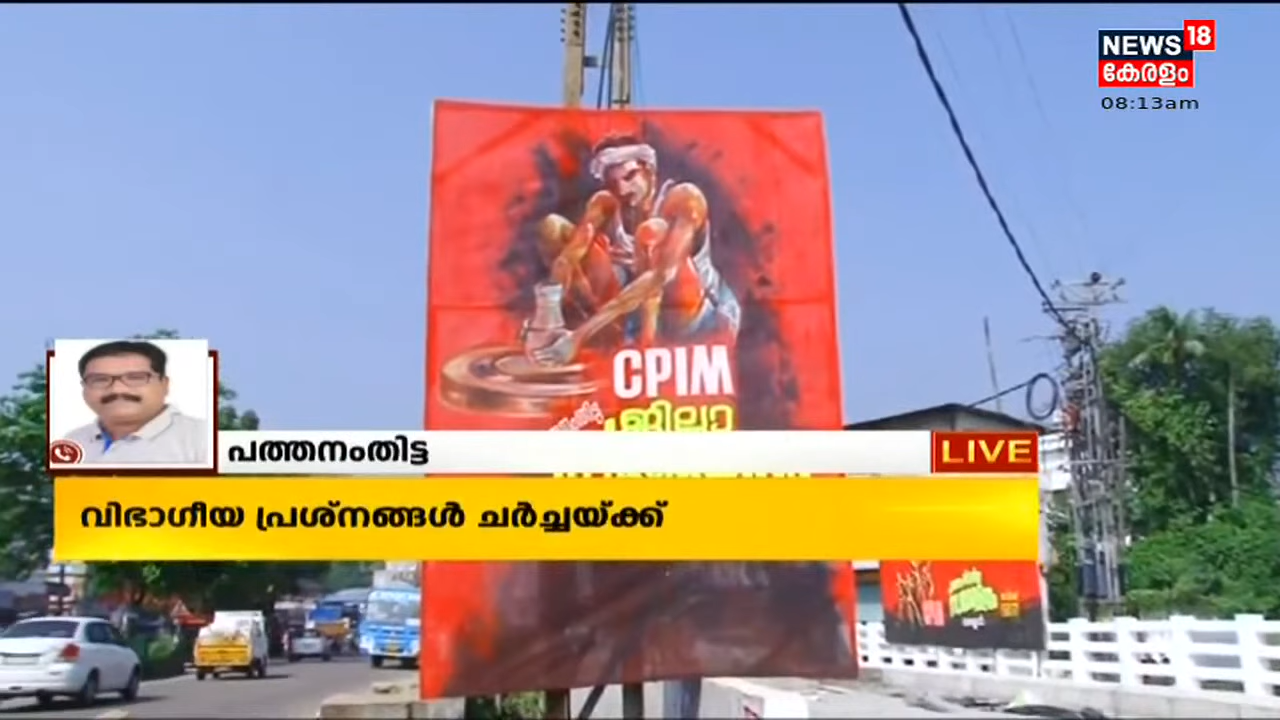 NEWS 18
കേരളം
08:13am
CPIM
ജില്ലാ
പത്തനംതിട്ട
LIVE
വിഭാഗീയ പ്രശ്നങ്ങൾ ചർച്ചയ്ക്ക്